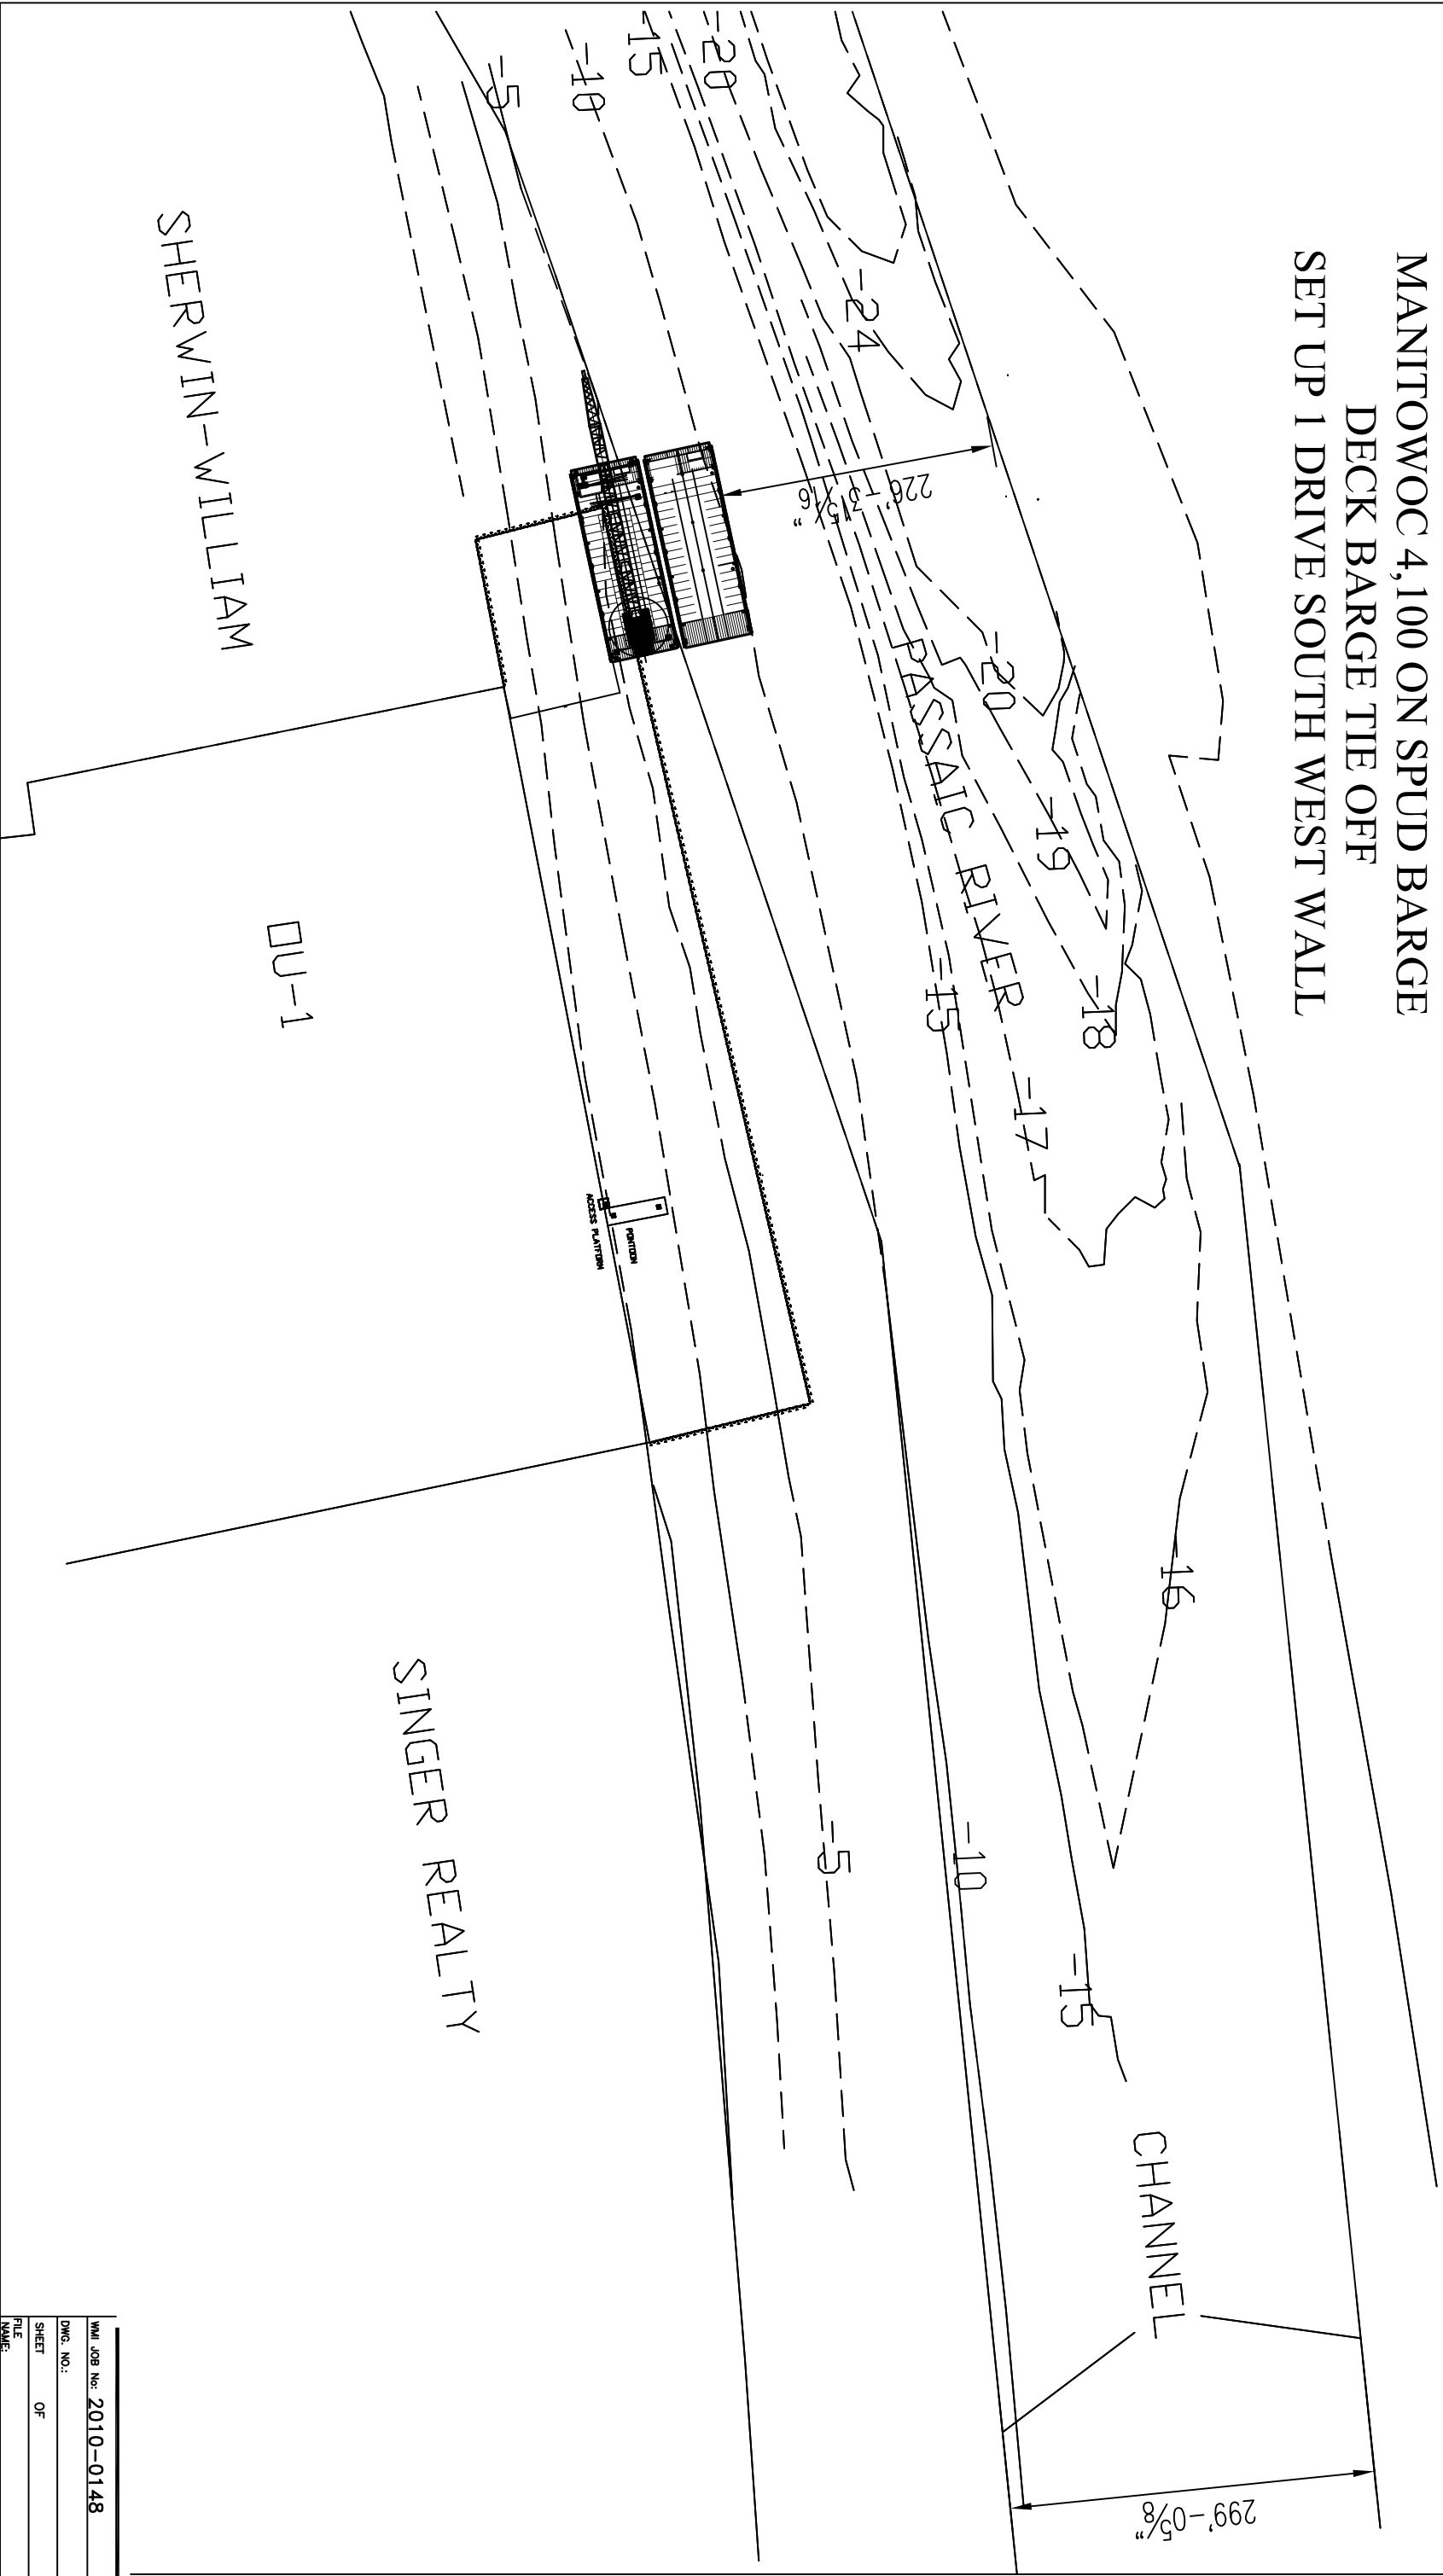 MANITOWOC 4,100 ON SPUD BARGE
DECK BARGE TIE OFF
SET UP 1 DRIVE SOUTH WEST WALL
-5
-10
-15
-20
-24
226'-3 15/16"
-20
-19
-18
-17
-16
PASSAIC RIVER
-15
-5
-10
-15
CHANNEL
299'-0 5/8"
SHERWIN-WILLIAM
OU-1
PONTOON
ACCESS PLATFORM
SINGER REALTY
WMI JOB No: 2010-0148
DWG. NO.:
SHEET OF
FILE
NAME: